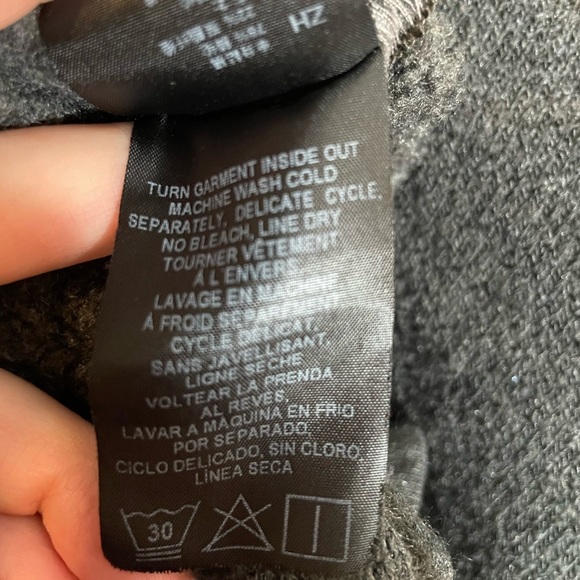 HZ
TURN GARMENT INSIDE OUT
MACHINE WASH COLD
SEPARATELY, DELICATE CYCLE.
NO BLEACH, LINE DRY
TOURNER VÊTEMENT
À L'ENVERS
LAVAGE EN MACHINE
À FROID SÉPARÉMENT
CYCLE DÉLICAT.
SANS JAVELLISANT,
LIGNE SÈCHE
VOLTEAR LA PRENDA
AL REVES,
LAVAR A MAQUINA EN FRIO
POR SEPARADO.
CICLO DELICADO, SIN CLORO,
LÍNEA SECA
30